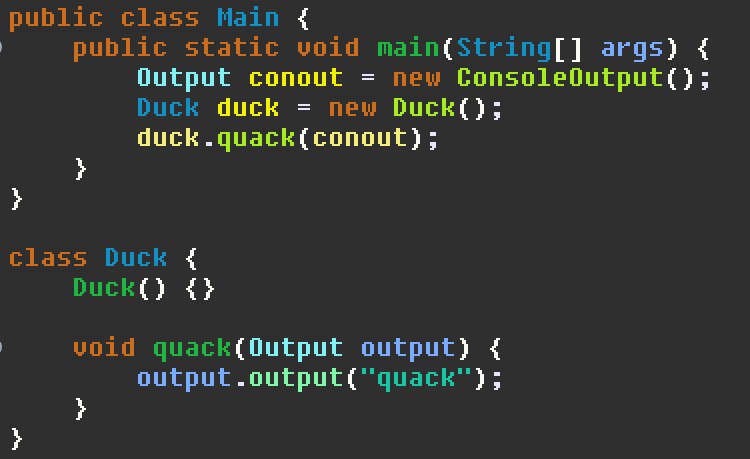 public class Main {
    public static void main(String[] args) {
        Output conout = new ConsoleOutput();
        Duck duck = new Duck();
        duck.quack(conout);
    }
}

class Duck {
    Duck() {}

    void quack(Output output) {
        output.output("quack");
    }
}